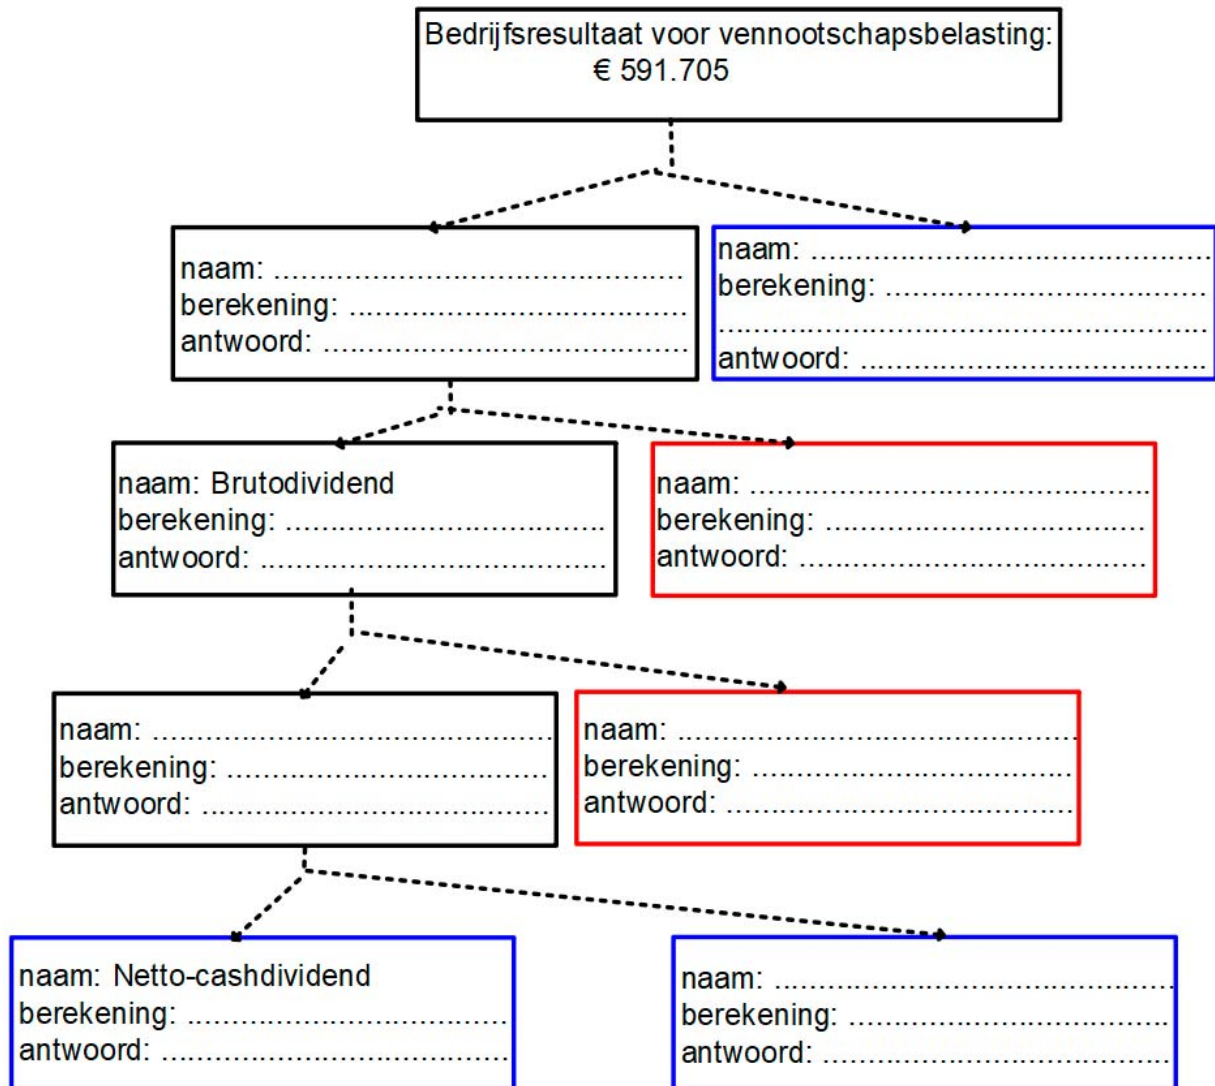 Bedrijfsresultaat voor vennootschapsbelasting:
€ 591.705
naam: ..............................................
berekening: ......................................
antwoord: .........................................
naam: .............................................
berekening: ....................................
.......................................................
antwoord: .......................................
naam: Brutodividend
berekening: ....................................
antwoord: .......................................
naam: .............................................
berekening: ....................................
antwoord: .......................................
naam: .............................................
berekening: ....................................
antwoord: .......................................
naam: .............................................
berekening: ....................................
antwoord: .......................................
naam: Netto-cashdividend
berekening: ....................................
antwoord: .......................................
naam: .............................................
berekening: ....................................
antwoord: .......................................